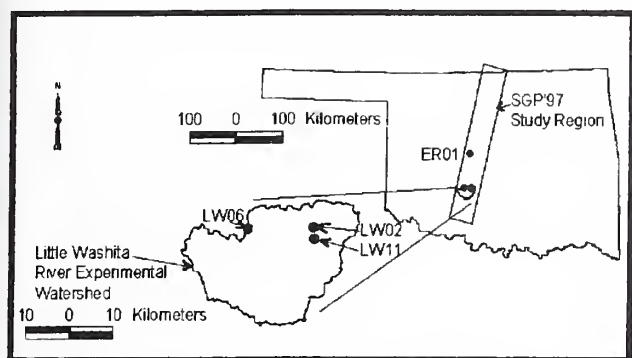 N
SGP'97
Study Region
100 0 100 Kilometers
ER01
LW06
LW02
LW11
Little Washita
River Expenmental
Watershed
10 0 10 Kilometers